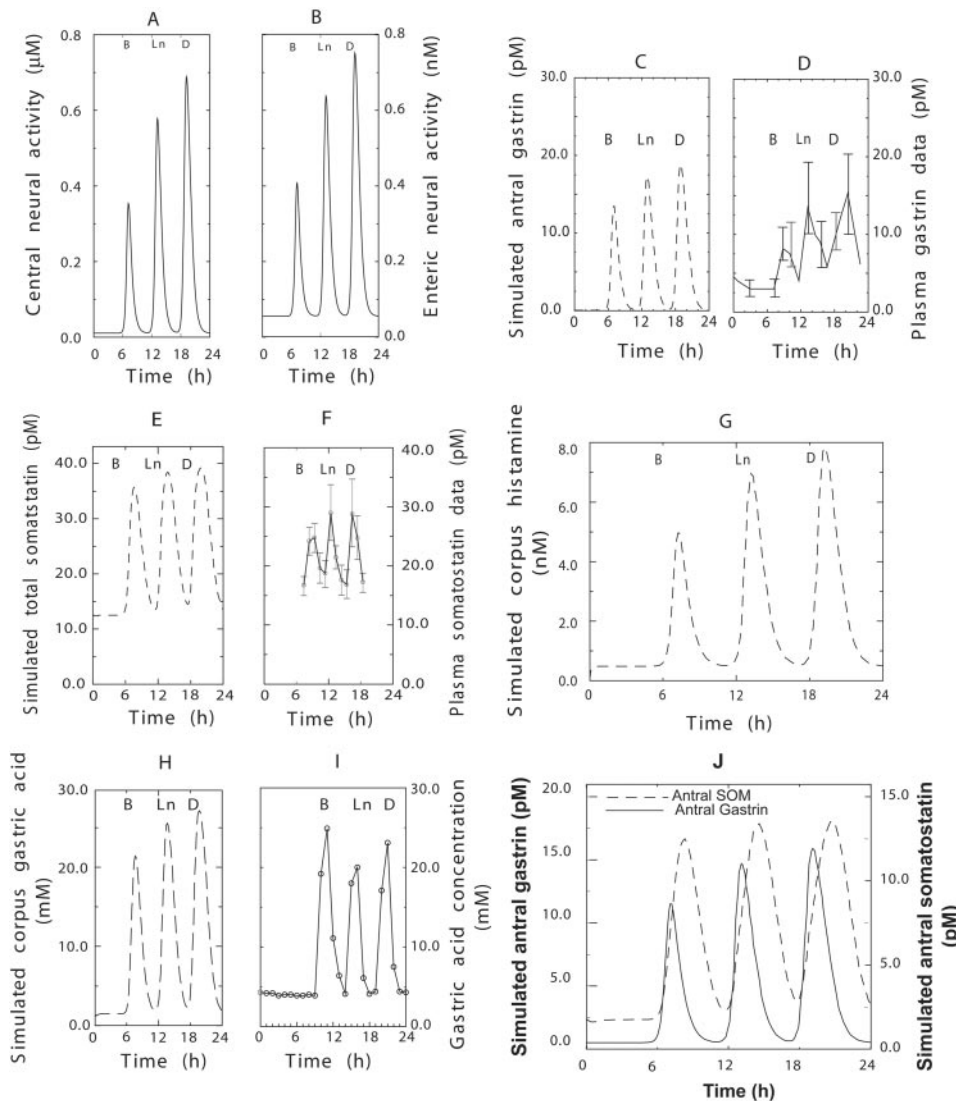 A
B
Central neural activity (μM)
0.8
0.6
0.4
0.2
0.0
B Ln D
0 6 12 18 24
Time (h)
B Ln D
0.8
0.6
0.4
0.2
0.0
Enteric neural activity (nM)
0 6 12 18 24
Time (h)
C
D
Simulated antral gastrin (pM)
30.0
20.0
10.0
0.0
B Ln D
0 6 12 18 24
Time (h)
B Ln D
30.0
20.0
10.0
0.0
Plasma gastrin data (pM)
0 6 12 18 24
Time (h)
E
F
Simulated total somatstatin (pM)
40.0
30.0
20.0
10.0
0.0
B Ln D
0 6 12 18 24
Time (h)
B Ln D
40.0
30.0
20.0
10.0
0.0
Plasma somatostatin data (pM)
0 6 12 18 24
Time (h)
G
Simulated corpus histamine
(nM)
8.0
6.0
4.0
2.0
0.0
B Ln D
0 6 12 18 24
Time (h)
H
I
Simulated corpus gastric acid
(mM)
30.0
20.0
10.0
0.0
B Ln D
0 6 12 18 24
Time (h)
B Ln D
30.0
20.0
10.0
0.0
Gastric acid concentration
(mM)
0 6 12 18 24
Time (h)
J
Simulated antral gastrin (pM)
20.0
15.0
10.0
5.0
0.0
Antral SOM
Antral Gastrin
15.0
10.0
5.0
0.0
Simulated antral somatostatin
(pM)
0 6 12 18 24
Time (h)